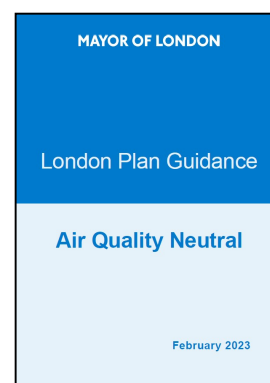 MAYOR OF LONDON
London Plan Guidance
Air Quality Neutral
February 2023